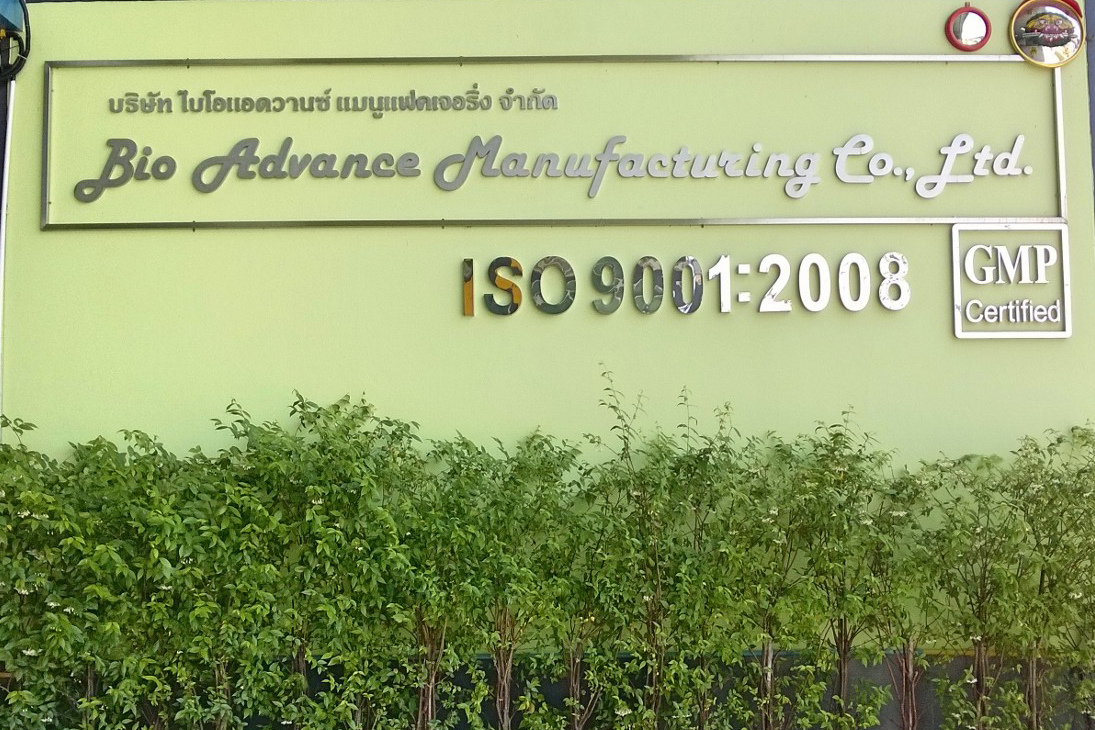 บริษัท ไบโอแอดวานซ์ แมนูแฟคเจอริ่ง จำกัด
Bio Advance Manufacturing Co.,Ltd.
ISO 9001:2008
GMP
Certified